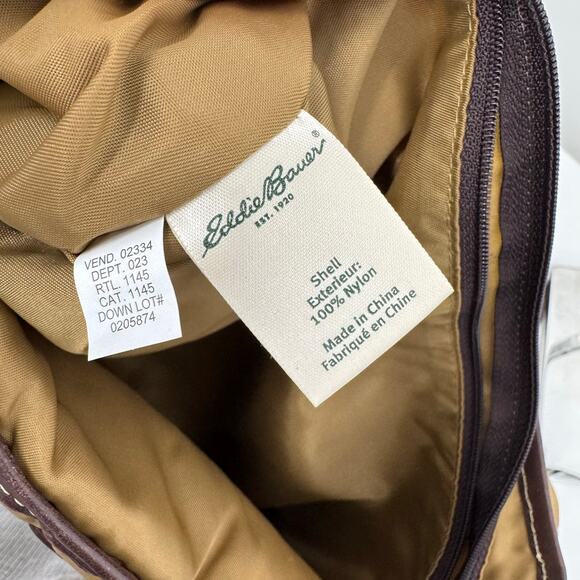 Eddie Bauer®
EST. 1920
Shell
Exterieur:
100% Nylon
Made in China
Fabriqué en Chine
VEND. 02334
DEPT. 023
RTL. 1145
CAT. 1145
DOWN LOT#
0205874